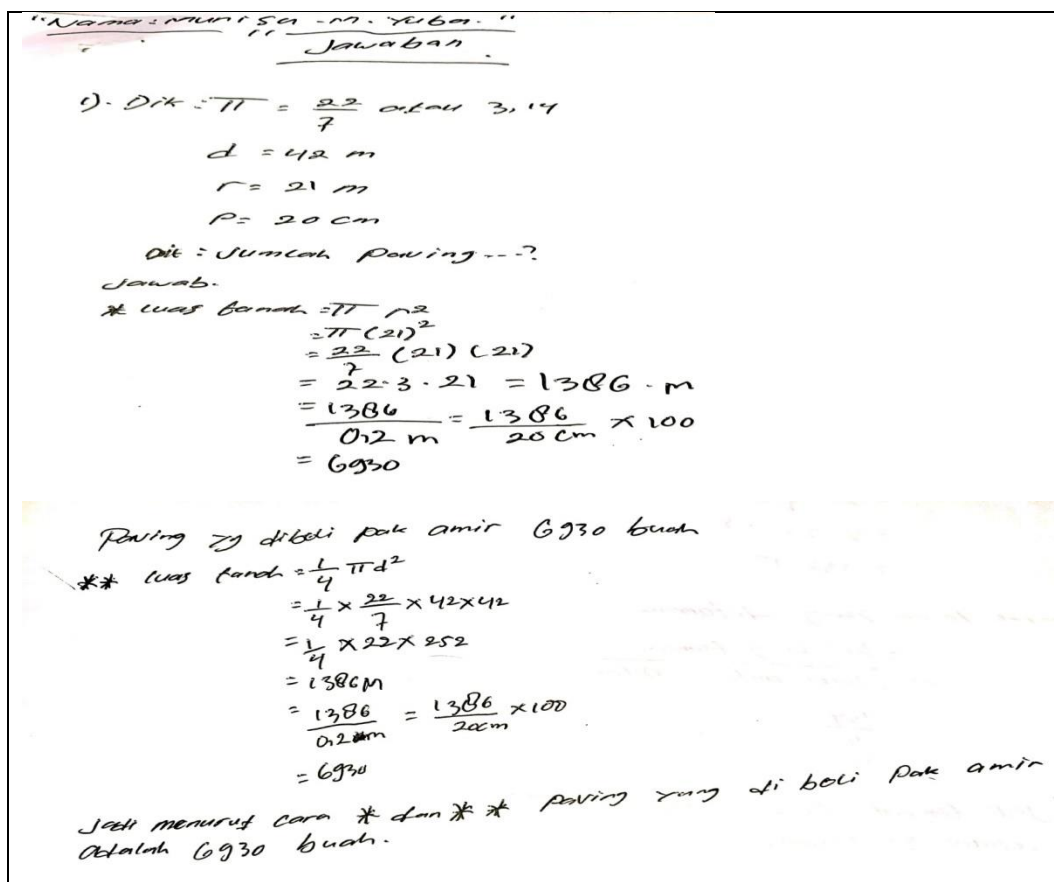 "Nama : Munisa . M. Yuba. "
Jawaban
1). Dik : π = 22/7 atau 3,14
d = 42 m
r = 21 m
P = 20 cm
Dit : Jumlah Paving ...?
Jawab.
* Luas tanah = π r²
= π (21)²
= 22/7 (21) (21)
= 22 . 3 . 21 = 1386 . m
= 1386/0,2 m = 1386/20 cm × 100
= 6930
Paving yg dibeli pak amir 6930 buah
** Luas tanah = 1/4 π d²
= 1/4 × 22/7 × 42 × 42
= 1/4 × 22 × 252
= 1386 M
= 1386/0,2 m = 1386/20cm × 100
= 6930
Jadi menurut cara * dan * * Paving yang di beli Pak amir
adalah 6930 buah.